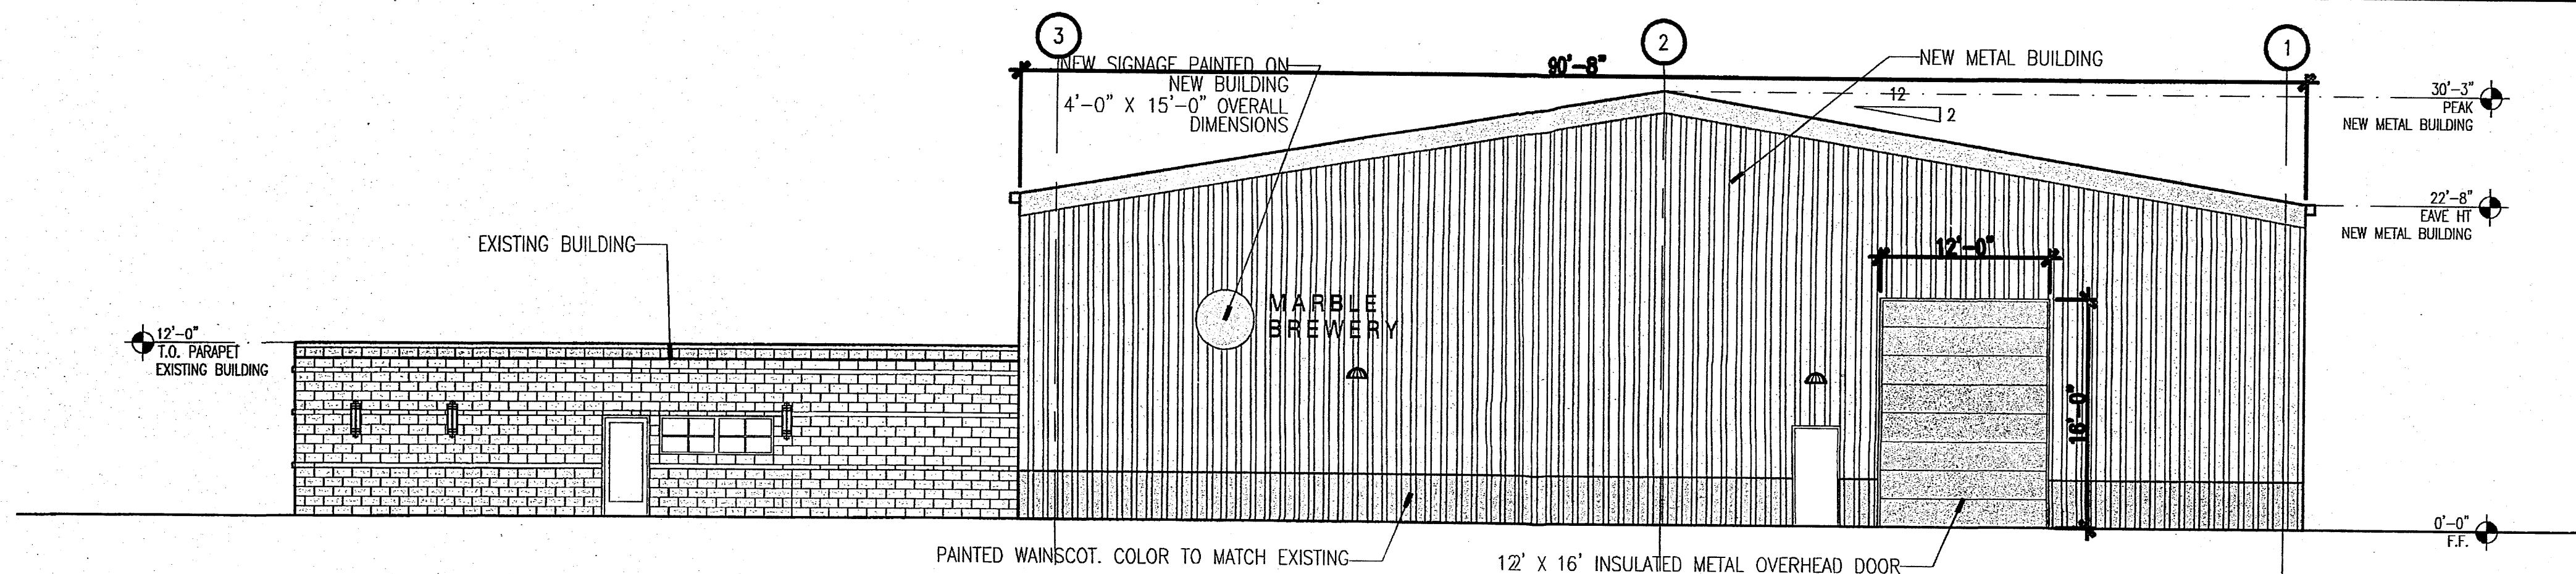 3
2
1
NEW SIGNAGE PAINTED ON
NEW BUILDING
4'-0" X 15'-0" OVERALL
DIMENSIONS
90'-8"
NEW METAL BUILDING
12
2
30'-3"
PEAK
NEW METAL BUILDING
22'-8"
EAVE HT
NEW METAL BUILDING
EXISTING BUILDING
12'-0"
MARBLE
BREWERY
12'-0"
T.O. PARAPET
EXISTING BUILDING
16'-0"
0'-0"
F.F.
PAINTED WAINSCOT. COLOR TO MATCH EXISTING
12' X 16' INSULATED METAL OVERHEAD DOOR